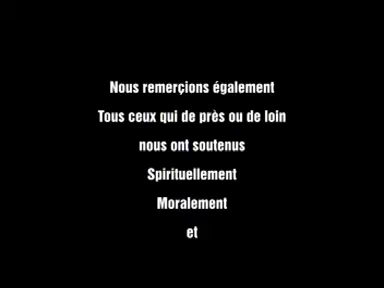 Nous remerçions également
Tous ceux qui de près ou de loin
nous ont soutenus
Spirituellement
Moralement
et